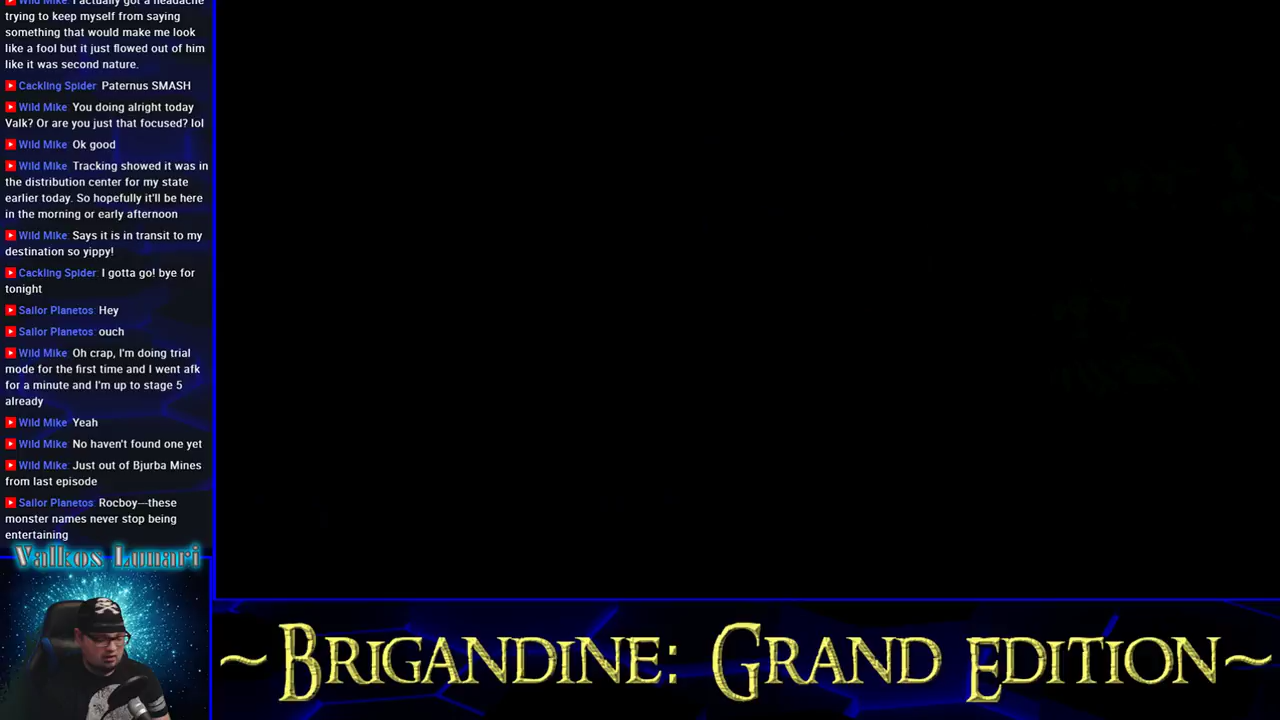 Wild Mike: I actually got a headache
trying to keep myself from saying
something that would make me look
like a fool but it just flowed out of him
like it was second nature.
Cackling Spider: Paternus SMASH
Wild Mike: You doing alright today
Valk? Or are you just that focused? lol
Wild Mike: Ok good
Wild Mike: Tracking showed it was in
the distribution center for my state
earlier today. So hopefully it'll be here
in the morning or early afternoon
Wild Mike: Says it is in transit to my
destination so yippy!
Cackling Spider: I gotta go! bye for
tonight
Sailor Planetos: Hey
Sailor Planetos: ouch
Wild Mike: Oh crap, I'm doing trial
mode for the first time and I went afk
for a minute and I'm up to stage 5
already
Wild Mike: Yeah
Wild Mike: No haven't found one yet
Wild Mike: Just out of Bjurba Mines
from last episode
Sailor Planetos: Rocboy---these
monster names never stop being
entertaining
Valkos Lunari
~Brigandine: Grand Edition~